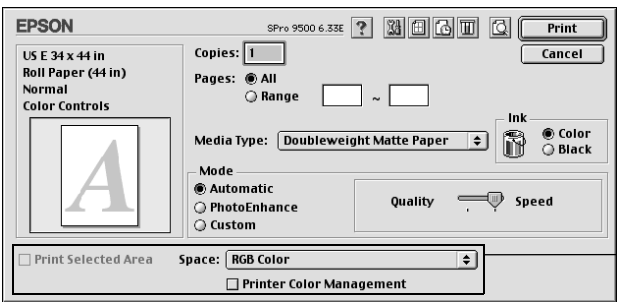 EPSON
SPro 9500 6.33E
?
Print
US E 34 x 44 in
Roll Paper (44 in)
Normal
Color Controls
A
Copies: 1
Cancel
Pages: All
Range ~
Ink
Color
Black
Media Type: Doubleweight Matte Paper
Mode
Automatic
PhotoEnhance
Custom
Quality
Speed
Print Selected Area
Space: RGB Color
Printer Color Management